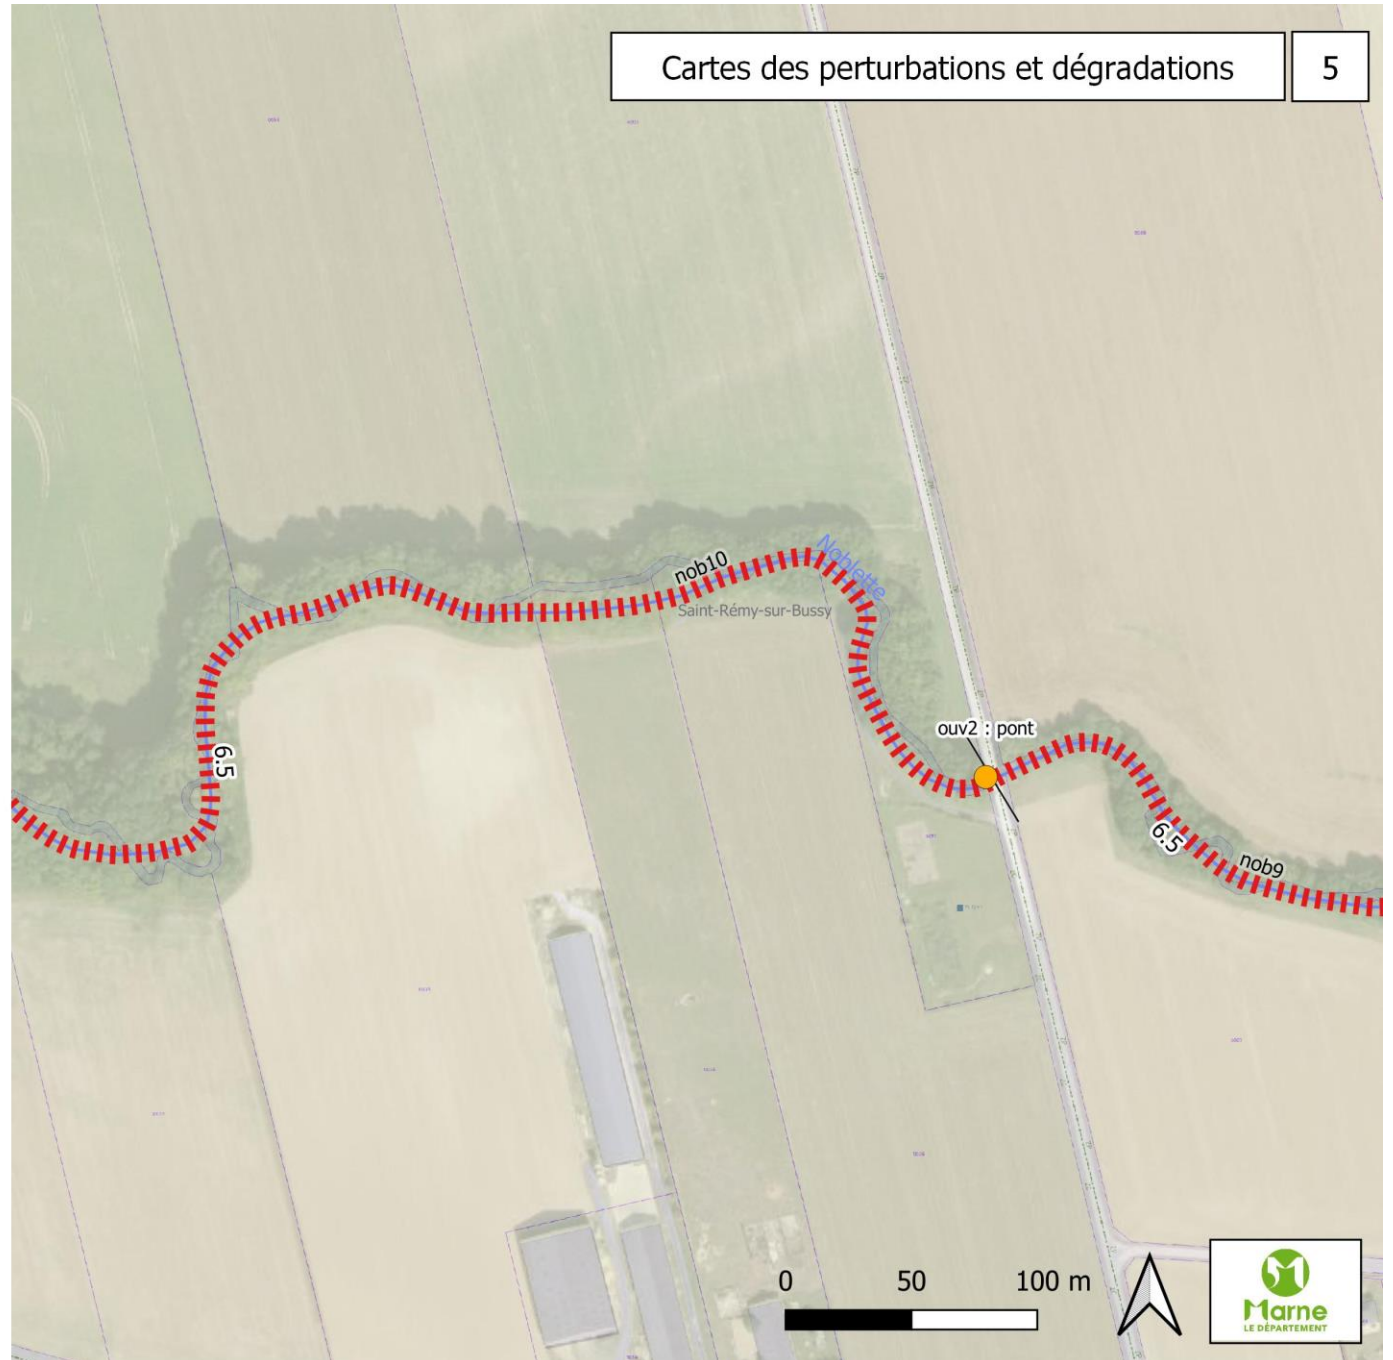 Cartes des perturbations et dégradations
5
Noblette
nob10
Saint-Rémy-sur-Bussy
ouv2 : pont
6.5
6.5
nob9
0 50 100 m
Marne
LE DÉPARTEMENT